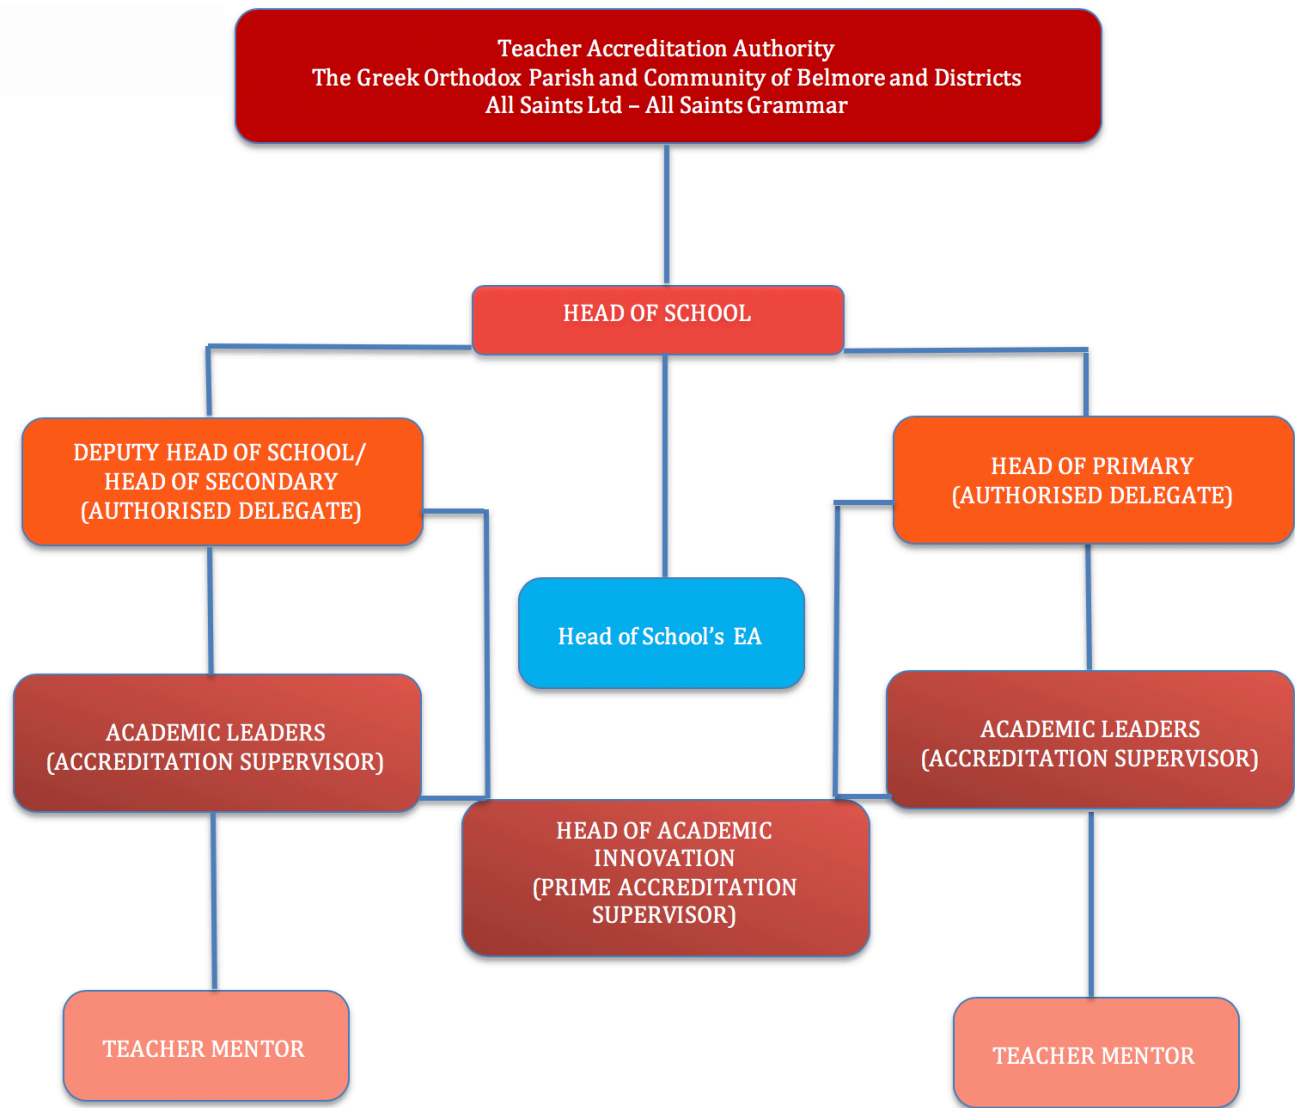 Teacher Accreditation Authority
The Greek Orthodox Parish and Community of Belmore and Districts
All Saints Ltd – All Saints Grammar
HEAD OF SCHOOL
DEPUTY HEAD OF SCHOOL/
HEAD OF SECONDARY
(AUTHORISED DELEGATE)
HEAD OF PRIMARY
(AUTHORISED DELEGATE)
Head of School’s EA
ACADEMIC LEADERS
(ACCREDITATION SUPERVISOR)
ACADEMIC LEADERS
(ACCREDITATION SUPERVISOR)
HEAD OF ACADEMIC
INNOVATION
(PRIME ACCREDITATION
SUPERVISOR)
TEACHER MENTOR
TEACHER MENTOR